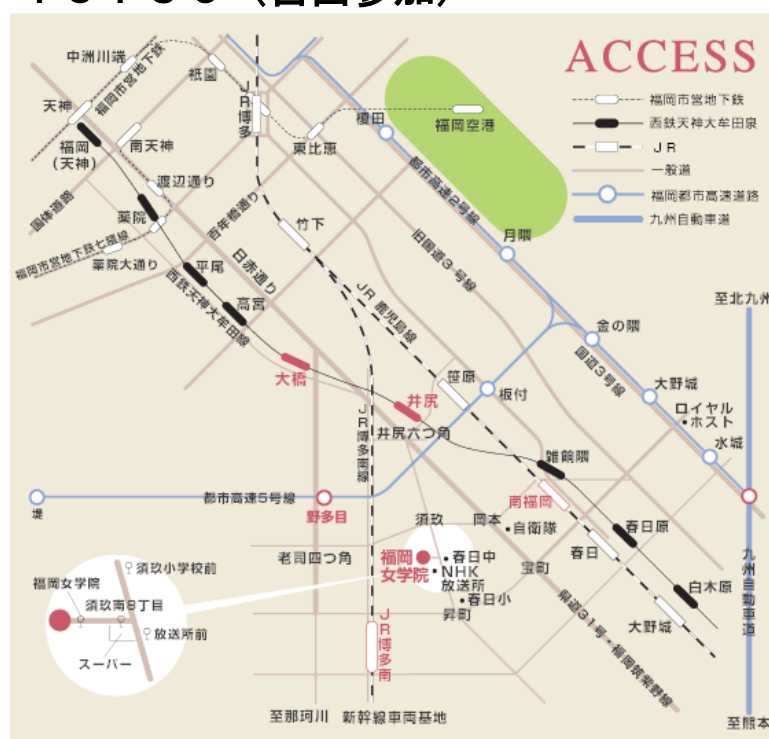 ACCESS
福岡市営地下鉄
西鉄天神大牟田泉
JR
一般道
福岡都市高速道路
九州自動車道
中洲川端
福岡市営地下鉄
祇園
JR博多
天神
福岡
(天神)
南天神
東比恵
榎田
福岡空港
渡辺通り
国体道路
薬院
百年橋通り
竹下
都市高速2号線
月隈
旧国道3号線
福岡市営地下鉄七隈線
薬院大通り
平尾
日赤通り
高宮
西鉄天神大牟田線
JR 鹿児島線
至北九州
金の隈
国道3号線
大橋
笹原
板付
大野城
井尻
ロイヤル
・ホスト
JR博多南線
井尻六つ角
水城
雑餉隈
都市高速5号線
野多目
堤
南福岡
須玖
岡本
・自衛隊
春日原
老司四つ角
福岡
女学院
・春日中
・NHK
放送所
・春日小
昇町
宝町
春日
九州自動車道
白木原
大野城
県道31号・福岡筑紫野線
須玖小学校前
福岡女学院
須玖南8丁目
放送所前
スーパー
JR博多南
至那珂川
新幹線車両基地
至熊本